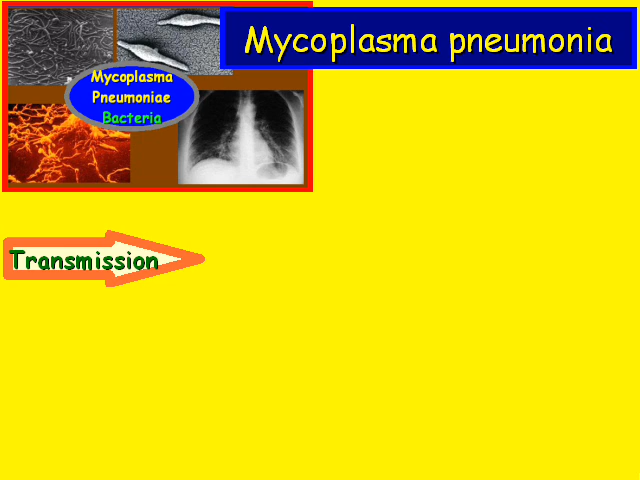 Mycoplasma pneumonia
Mycoplasma
Pneumoniae
Bacteria
Transmission